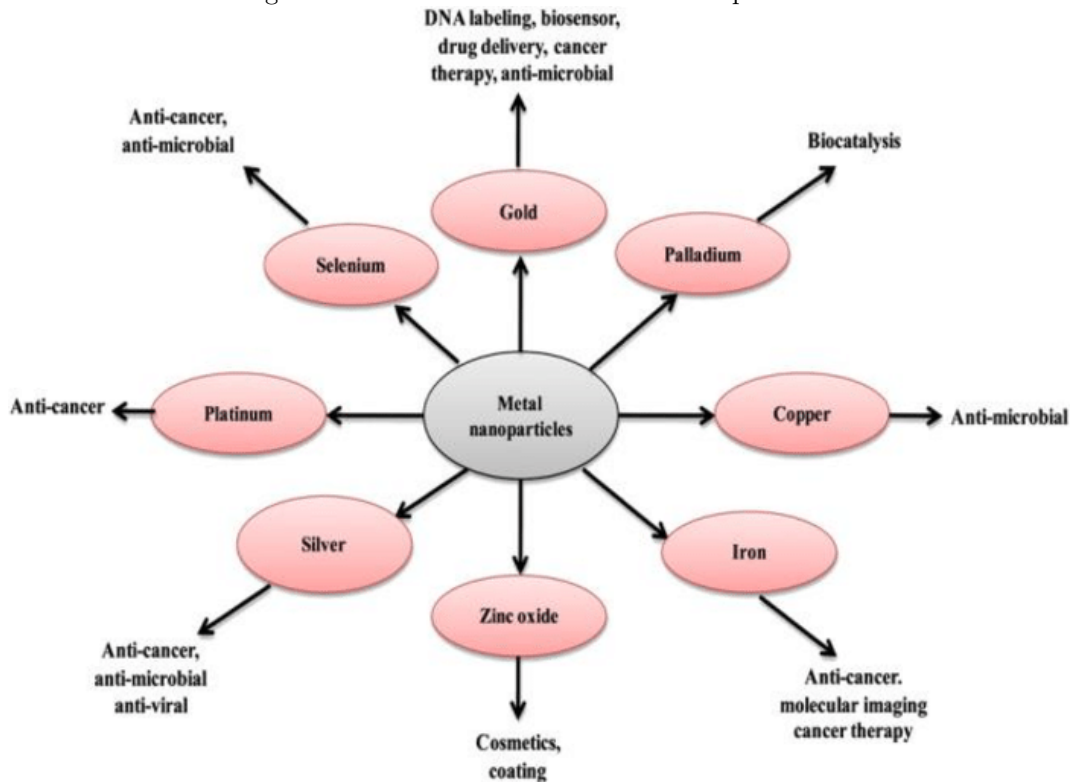 DNA labeling, biosensor,
drug delivery, cancer
therapy, anti-microbial
Anti-cancer,
anti-microbial
Biocatalysis
Gold
Selenium
Palladium
Metal
nanoparticles
Anti-cancer
Platinum
Copper
Anti-microbial
Silver
Iron
Zinc oxide
Anti-cancer,
anti-microbial
anti-viral
Anti-cancer.
molecular imaging
cancer therapy
Cosmetics,
coating